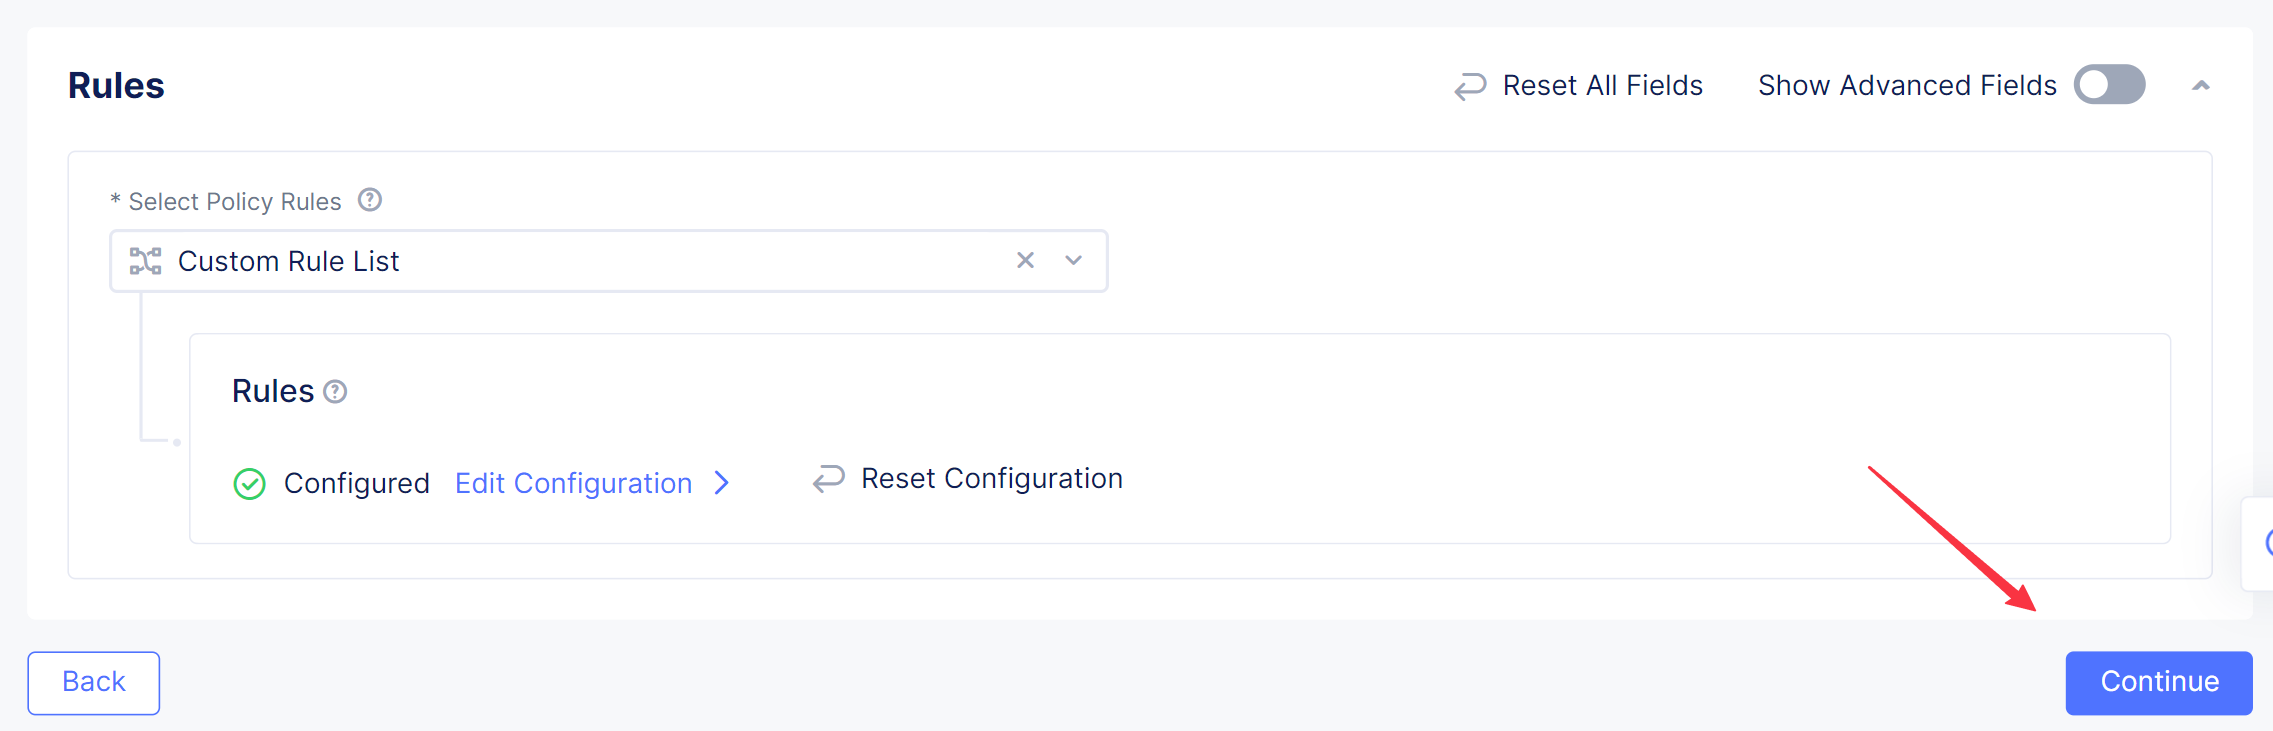 Rules
Reset All Fields
Show Advanced Fields
* Select Policy Rules
Custom Rule List
Rules
Configured
Edit Configuration
Reset Configuration
Back
Continue